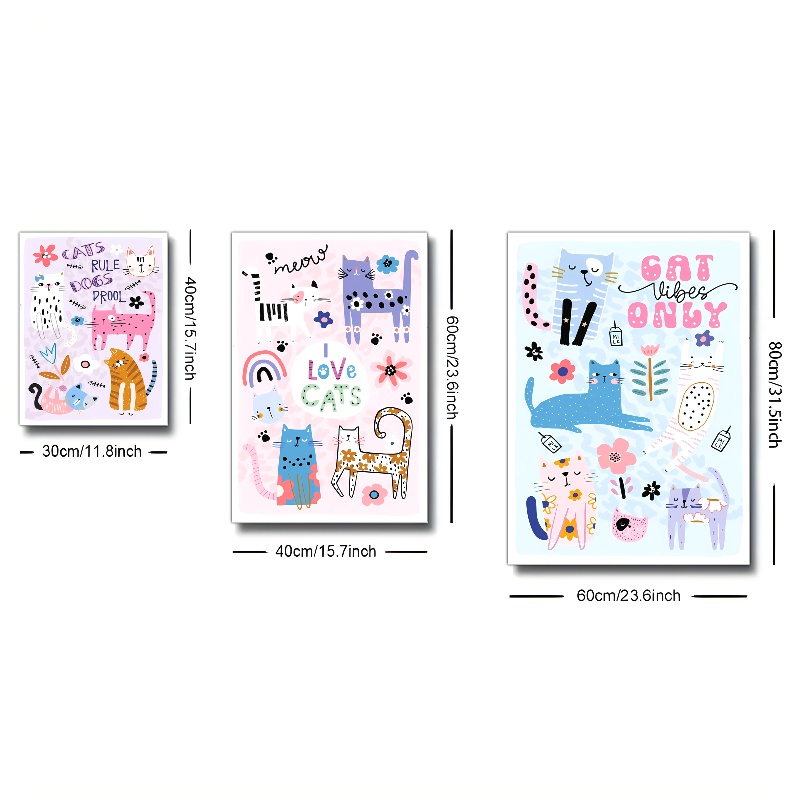 CATS
RULE
DOGS
DROOL
40cm/15.7inch
30cm/11.8inch
meow
I
LOVE
CATS
60cm/23.6inch
40cm/15.7inch
CAT
Vibes
ONLY
80cm/31.5inch
60cm/23.6inch